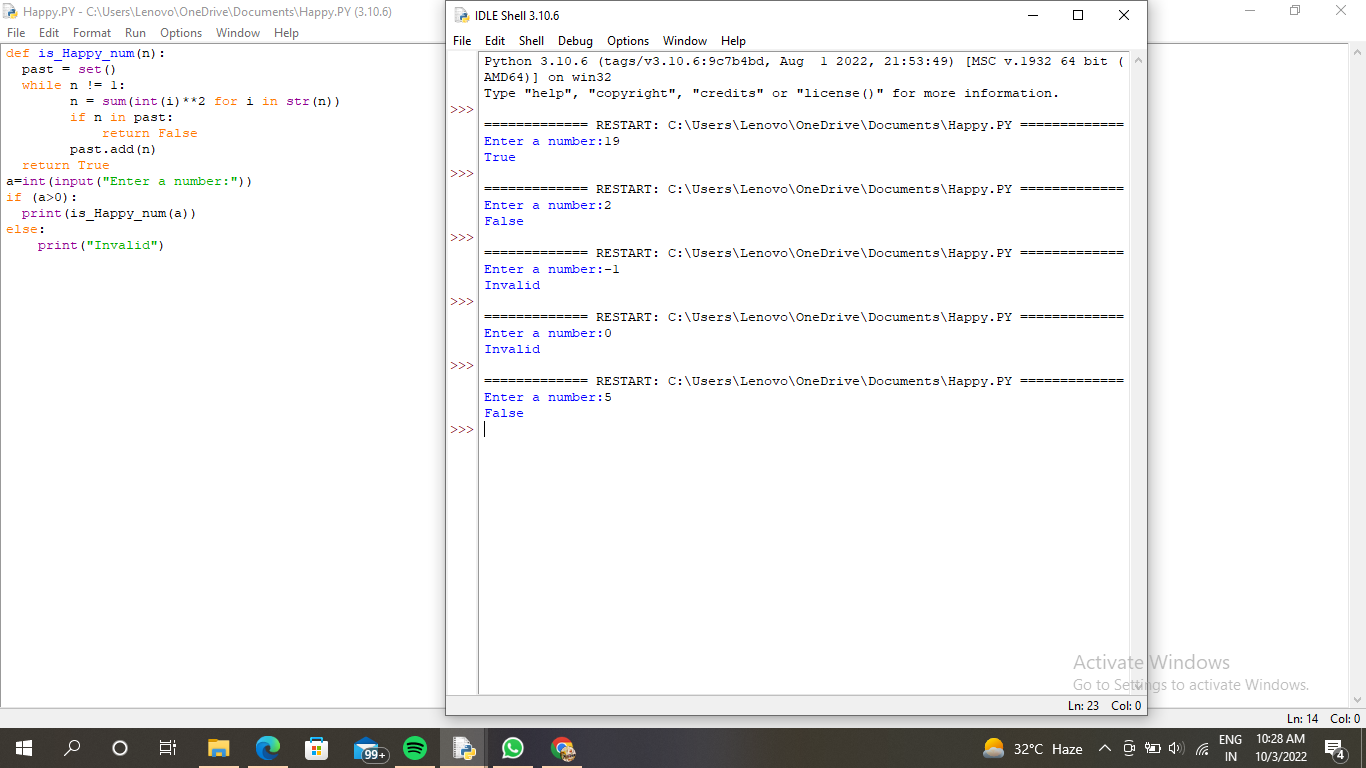 Happy.PY - C:\Users\Lenovo\OneDrive\Documents\Happy.PY (3.10.6)
File Edit Format Run Options Window Help
def is_Happy_num(n):
  past = set()
  while n != 1:
        n = sum(int(i)**2 for i in str(n))
        if n in past:
            return False
        past.add(n)
  return True
a=int(input("Enter a number:"))
if (a>0):
  print(is_Happy_num(a))
else:
    print("Invalid")
IDLE Shell 3.10.6
File Edit Shell Debug Options Window Help
Python 3.10.6 (tags/v3.10.6:9c7b4bd, Aug  1 2022, 21:53:49) [MSC v.1932 64 bit (
AMD64)] on win32
Type "help", "copyright", "credits" or "license()" for more information.
>>>
============= RESTART: C:\Users\Lenovo\OneDrive\Documents\Happy.PY =============
Enter a number:19
True
>>>
============= RESTART: C:\Users\Lenovo\OneDrive\Documents\Happy.PY =============
Enter a number:2
False
>>>
============= RESTART: C:\Users\Lenovo\OneDrive\Documents\Happy.PY =============
Enter a number:-1
Invalid
>>>
============= RESTART: C:\Users\Lenovo\OneDrive\Documents\Happy.PY =============
Enter a number:0
Invalid
>>>
============= RESTART: C:\Users\Lenovo\OneDrive\Documents\Happy.PY =============
Enter a number:5
False
>>>
Activate Windows
Go to Settings to activate Windows.
Ln: 23 Col: 0
Ln: 14 Col: 0
99+
32°C Haze
ENG
IN
10:28 AM
10/3/2022
4